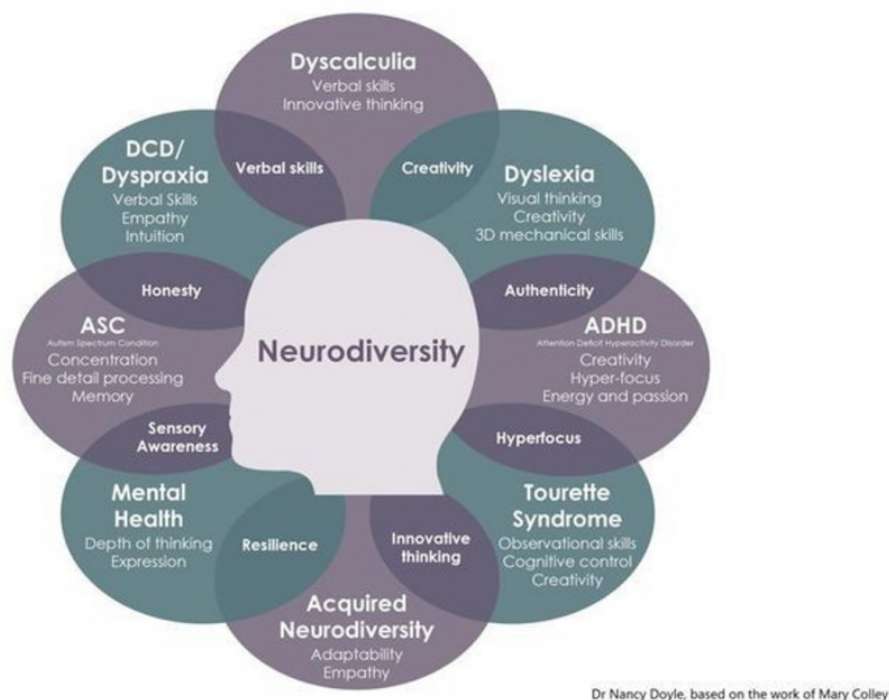 Dyscalculia
Verbal skills
Innovative thinking
Verbal skills
Creativity
DCD/
Dyspraxia
Verbal Skills
Empathy
Intuition
Dyslexia
Visual thinking
Creativity
3D mechanical skills
Honesty
Authenticity
ASC
Autism Spectrum Condition
Concentration
Fine detail processing
Memory
Neurodiversity
ADHD
Attention Deficit Hyperactivity Disorder
Creativity
Hyper-focus
Energy and passion
Sensory
Awareness
Hyperfocus
Mental
Health
Depth of thinking
Expression
Resilience
Innovative
thinking
Tourette
Syndrome
Observational skills
Cognitive control
Creativity
Acquired
Neurodiversity
Adaptability
Empathy
Dr Nancy Doyle, based on the work of Mary Colley